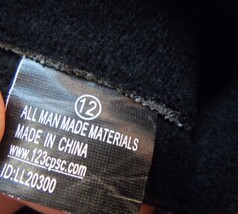 12
ALL MAN MADE MATERIALS
MADE IN CHINA
www.123cpsc.com
ID:LL20300